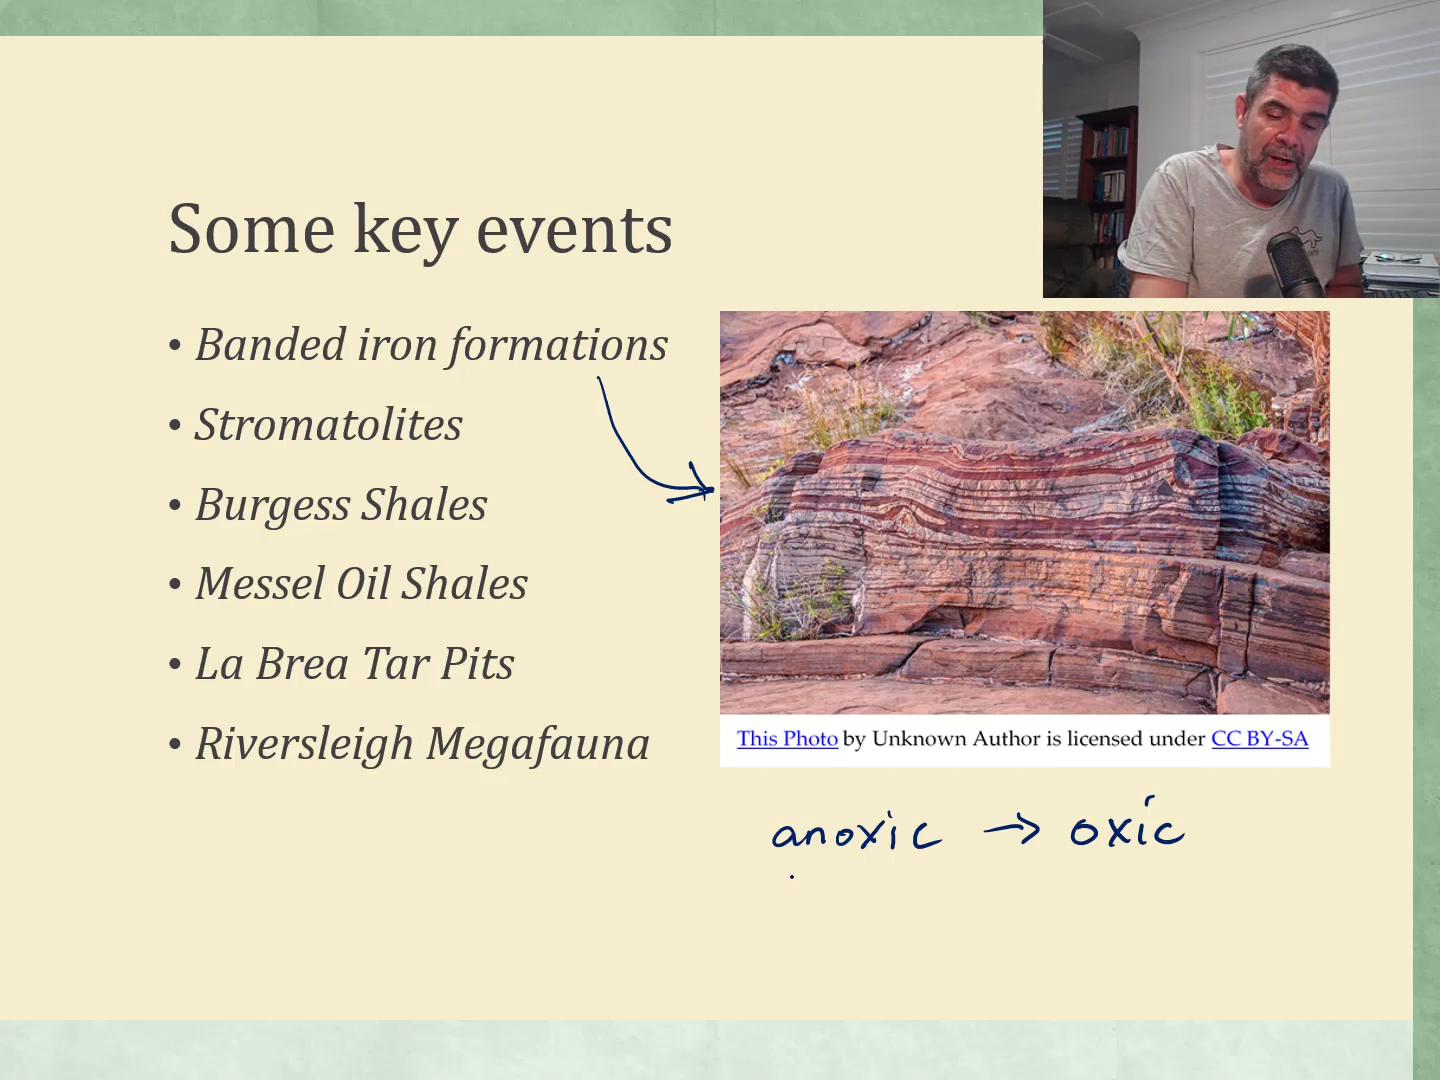 Some key events
• Banded iron formations
• Stromatolites
• Burgess Shales
• Messel Oil Shales
• La Brea Tar Pits
• Riversleigh Megafauna
This Photo by Unknown Author is licensed under CC BY-SA
anoxic → oxic